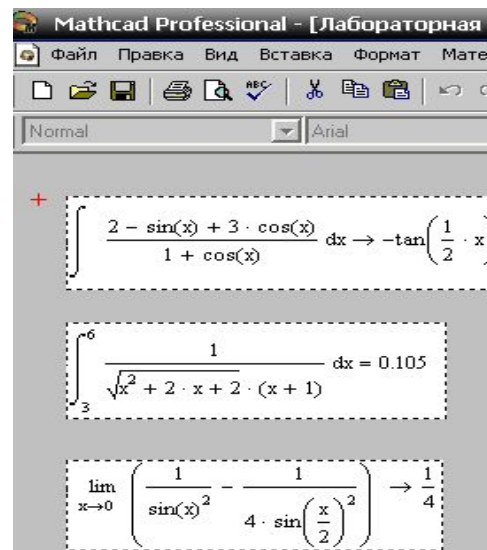 Mathcad Professional - [Лабораторная
Файл Правка Вид Вставка Формат Мате
ABC
Normal Arial
∫ (2 − sin(x) + 3 · cos(x))/(1 + cos(x)) dx → −tan(1/2 · x)
∫₃⁶ 1/(√(x² + 2 · x + 2) · (x + 1)) dx = 0.105
lim x→0 (1/sin(x)² − 1/(4 · sin(x/2)²)) → 1/4